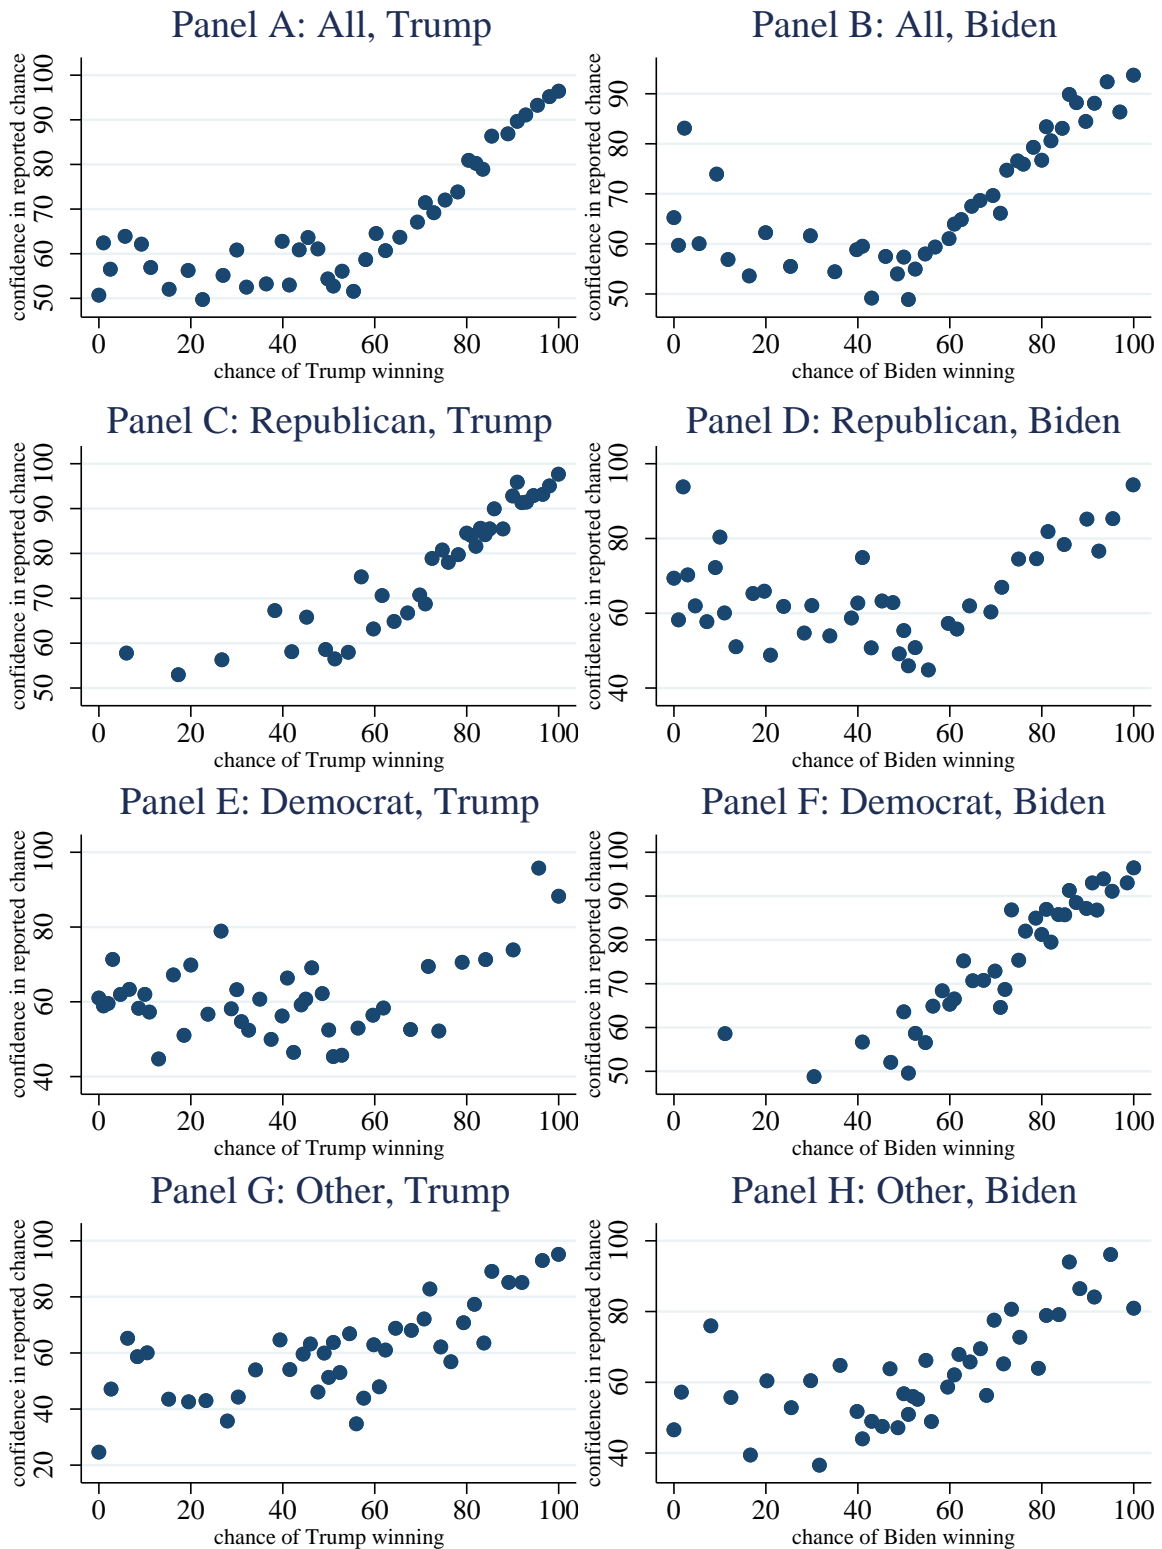 Panel A: All, Trump
confidence in reported chance
50 60 70 80 90 100
0 20 40 60 80 100
chance of Trump winning
Panel B: All, Biden
confidence in reported chance
50 60 70 80 90
0 20 40 60 80 100
chance of Biden winning
Panel C: Republican, Trump
confidence in reported chance
50 60 70 80 90 100
0 20 40 60 80 100
chance of Trump winning
Panel D: Republican, Biden
confidence in reported chance
40 60 80 100
0 20 40 60 80 100
chance of Biden winning
Panel E: Democrat, Trump
confidence in reported chance
40 60 80 100
0 20 40 60 80 100
chance of Trump winning
Panel F: Democrat, Biden
confidence in reported chance
50 60 70 80 90 100
0 20 40 60 80 100
chance of Biden winning
Panel G: Other, Trump
confidence in reported chance
20 40 60 80 100
0 20 40 60 80 100
chance of Trump winning
Panel H: Other, Biden
confidence in reported chance
40 60 80 100
0 20 40 60 80 100
chance of Biden winning